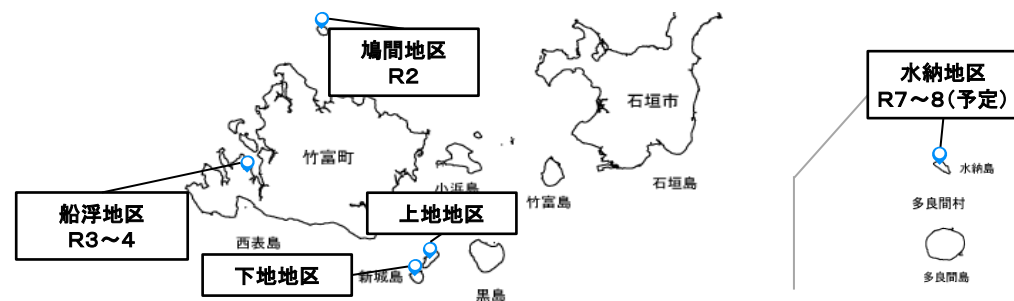 鳩間地区
R2
水納地区
R7～8(予定)
石垣市
竹富町
水納島
小浜島
石垣島
竹富島
多良間村
船浮地区
R3～4
上地地区
西表島
下地地区
新城島
黒島
多良間島